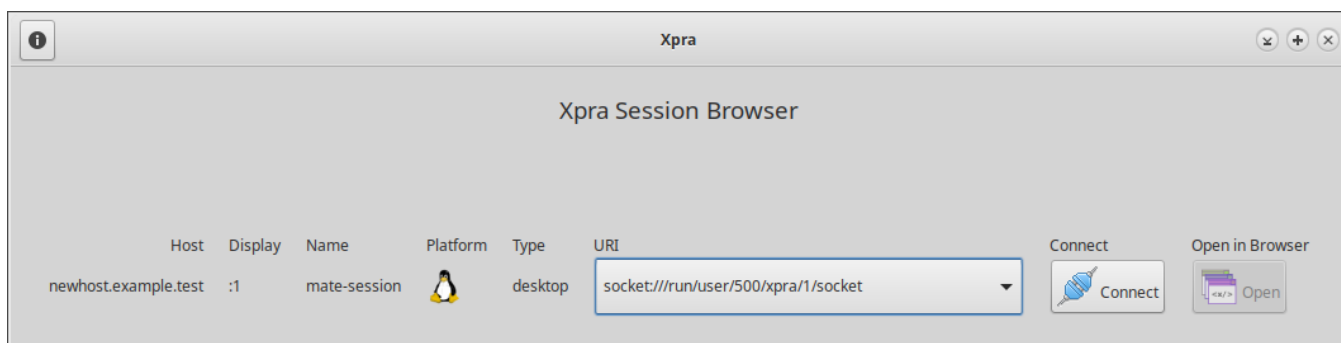 Xpra
Xpra Session Browser
Host Display Name Platform Type URI Connect Open in Browser
newhost.example.test :1 mate-session desktop socket:///run/user/500/xpra/1/socket Connect Open